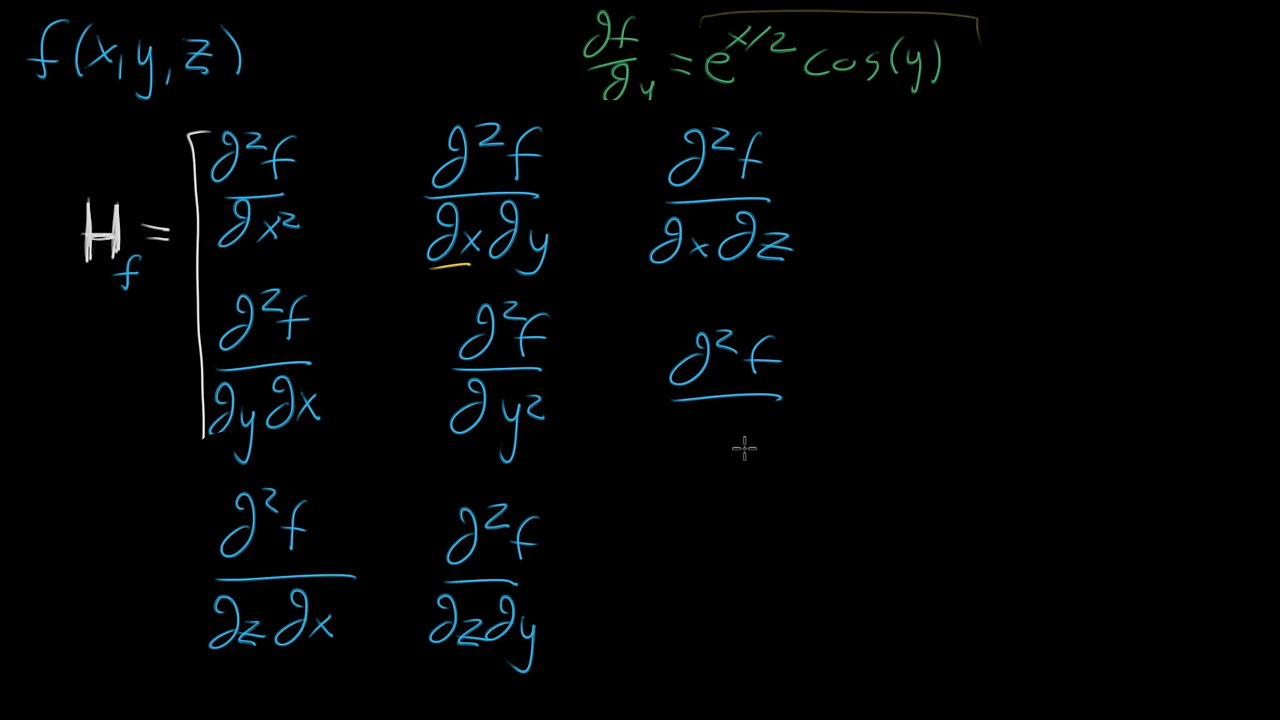 f(x,y,z)
∂f/∂y = e^{x/2} cos(y)
H_f = [ ∂²f/∂x² ∂²f/∂x∂y ∂²f/∂x∂z
∂²f/∂y∂x ∂²f/∂y² ∂²f/
∂²f/∂z∂x ∂²f/∂z∂y